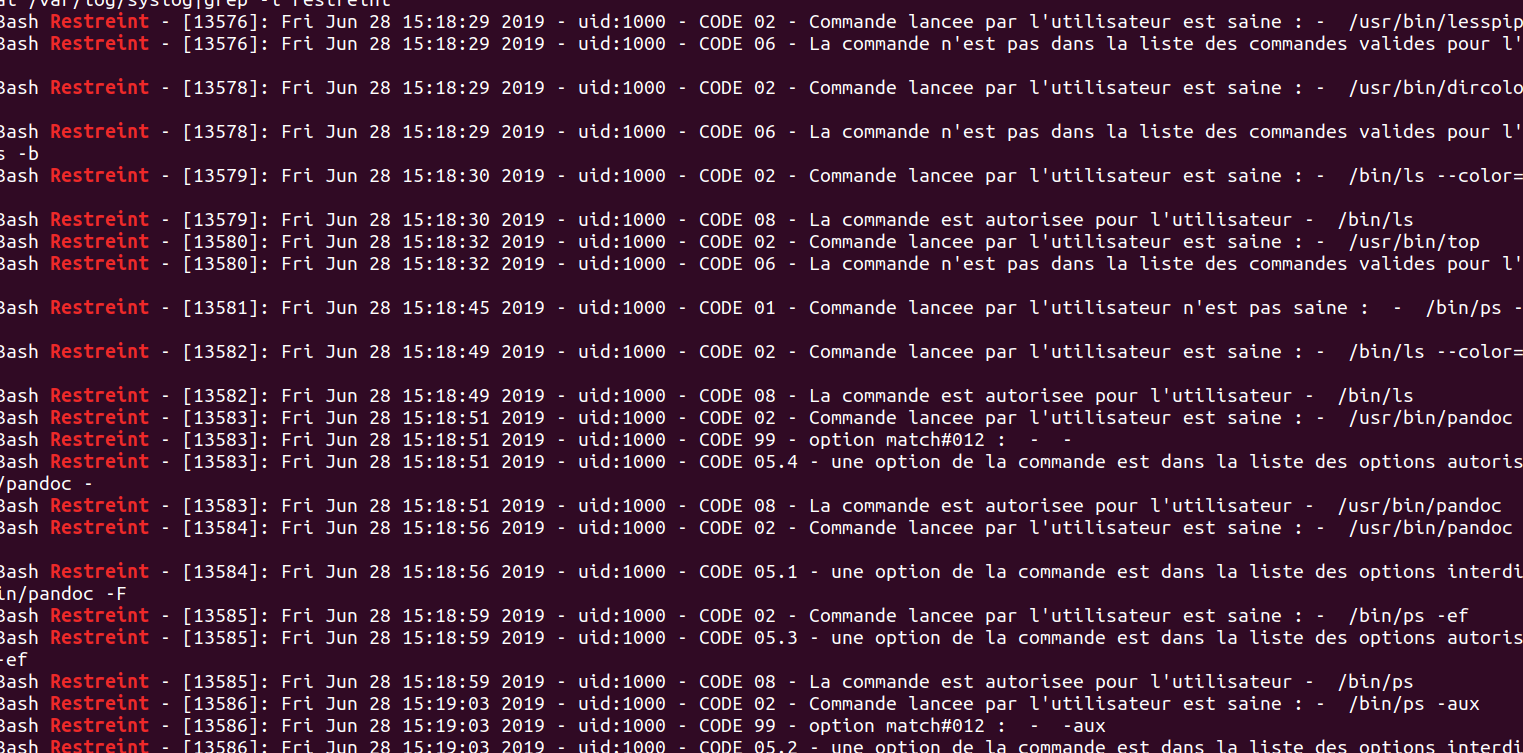 at /var/log/syslog|grep -i restreint
Bash Restreint - [13576]: Fri Jun 28 15:18:29 2019 - uid:1000 - CODE 02 - Commande lancee par l'utilisateur est saine : -  /usr/bin/lesspip
Bash Restreint - [13576]: Fri Jun 28 15:18:29 2019 - uid:1000 - CODE 06 - La commande n'est pas dans la liste des commandes valides pour l'
Bash Restreint - [13578]: Fri Jun 28 15:18:29 2019 - uid:1000 - CODE 02 - Commande lancee par l'utilisateur est saine : -  /usr/bin/dircolo
Bash Restreint - [13578]: Fri Jun 28 15:18:29 2019 - uid:1000 - CODE 06 - La commande n'est pas dans la liste des commandes valides pour l'
s -b
Bash Restreint - [13579]: Fri Jun 28 15:18:30 2019 - uid:1000 - CODE 02 - Commande lancee par l'utilisateur est saine : -  /bin/ls --color=
Bash Restreint - [13579]: Fri Jun 28 15:18:30 2019 - uid:1000 - CODE 08 - La commande est autorisee pour l'utilisateur -  /bin/ls
Bash Restreint - [13580]: Fri Jun 28 15:18:32 2019 - uid:1000 - CODE 02 - Commande lancee par l'utilisateur est saine : -  /usr/bin/top
Bash Restreint - [13580]: Fri Jun 28 15:18:32 2019 - uid:1000 - CODE 06 - La commande n'est pas dans la liste des commandes valides pour l'
Bash Restreint - [13581]: Fri Jun 28 15:18:45 2019 - uid:1000 - CODE 01 - Commande lancee par l'utilisateur n'est pas saine :  -  /bin/ps -
Bash Restreint - [13582]: Fri Jun 28 15:18:49 2019 - uid:1000 - CODE 02 - Commande lancee par l'utilisateur est saine : -  /bin/ls --color=
Bash Restreint - [13582]: Fri Jun 28 15:18:49 2019 - uid:1000 - CODE 08 - La commande est autorisee pour l'utilisateur -  /bin/ls
Bash Restreint - [13583]: Fri Jun 28 15:18:51 2019 - uid:1000 - CODE 02 - Commande lancee par l'utilisateur est saine : -  /usr/bin/pandoc
Bash Restreint - [13583]: Fri Jun 28 15:18:51 2019 - uid:1000 - CODE 99 - option match#012 :  -  -
Bash Restreint - [13583]: Fri Jun 28 15:18:51 2019 - uid:1000 - CODE 05.4 - une option de la commande est dans la liste des options autoris
/pandoc -
Bash Restreint - [13583]: Fri Jun 28 15:18:51 2019 - uid:1000 - CODE 08 - La commande est autorisee pour l'utilisateur -  /usr/bin/pandoc
Bash Restreint - [13584]: Fri Jun 28 15:18:56 2019 - uid:1000 - CODE 02 - Commande lancee par l'utilisateur est saine : -  /usr/bin/pandoc
Bash Restreint - [13584]: Fri Jun 28 15:18:56 2019 - uid:1000 - CODE 05.1 - une option de la commande est dans la liste des options interdi
in/pandoc -F
Bash Restreint - [13585]: Fri Jun 28 15:18:59 2019 - uid:1000 - CODE 02 - Commande lancee par l'utilisateur est saine : -  /bin/ps -ef
Bash Restreint - [13585]: Fri Jun 28 15:18:59 2019 - uid:1000 - CODE 05.3 - une option de la commande est dans la liste des options autoris
-ef
Bash Restreint - [13585]: Fri Jun 28 15:18:59 2019 - uid:1000 - CODE 08 - La commande est autorisee pour l'utilisateur -  /bin/ps
Bash Restreint - [13586]: Fri Jun 28 15:19:03 2019 - uid:1000 - CODE 02 - Commande lancee par l'utilisateur est saine : -  /bin/ps -aux
Bash Restreint - [13586]: Fri Jun 28 15:19:03 2019 - uid:1000 - CODE 99 - option match#012 :  -  -aux
Bash Restreint - [13586]: Fri Jun 28 15:19:03 2019 - uid:1000 - CODE 05.2 - une option de la commande est dans la liste des options interdi